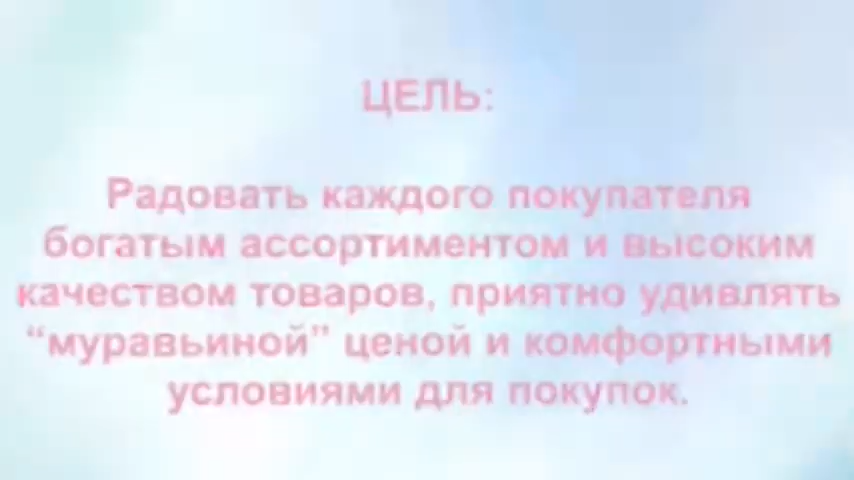 ЦЕЛЬ:
Радовать каждого покупателя
богатым ассортиментом и высоким
качеством товаров, приятно удивлять
“муравьиной” ценой и комфортными
условиями для покупок.